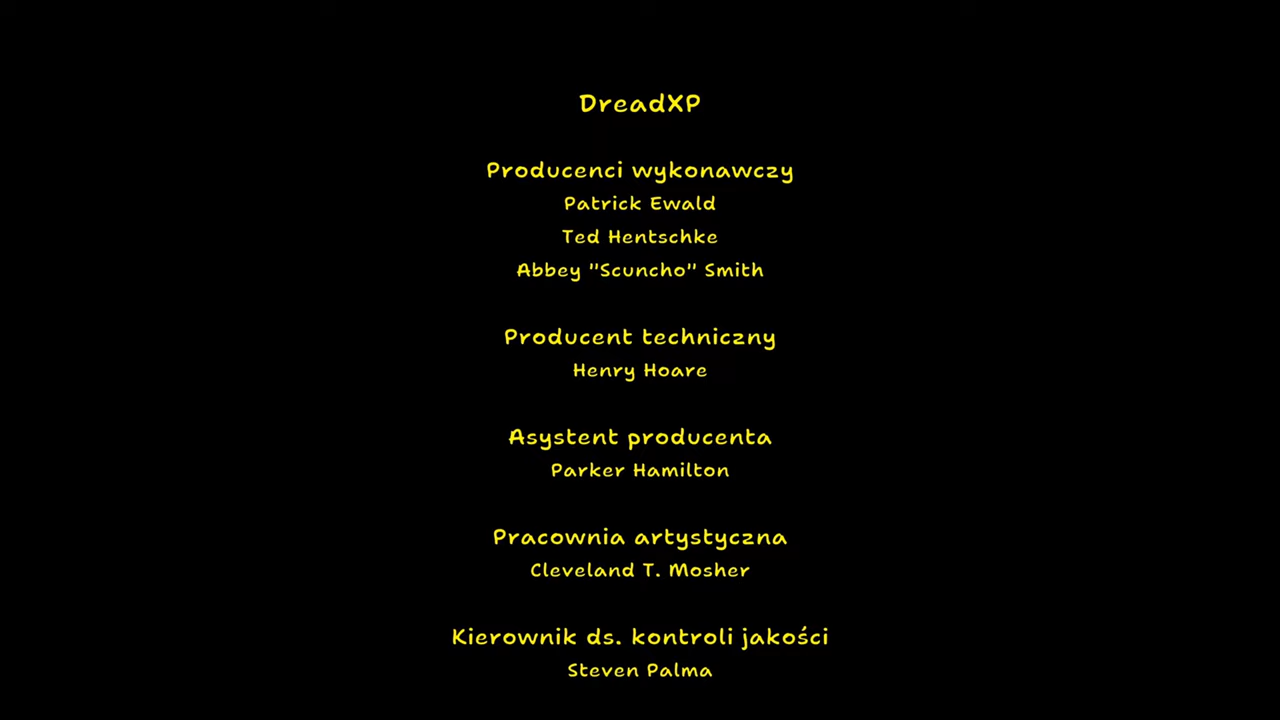 DreadXP
Producenci wykonawczy
Patrick Ewald
Ted Hentschke
Abbey "Scuncho" Smith
Producent techniczny
Henry Hoare
Asystent producenta
Parker Hamilton
Pracownia artystyczna
Cleveland T. Mosher
Kierownik ds. kontroli jakości
Steven Palma